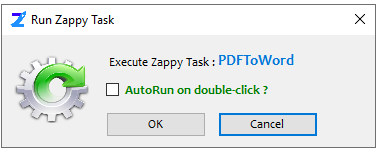 Run Zappy Task
Execute Zappy Task : PDFToWord
AutoRun on double-click ?
OK Cancel